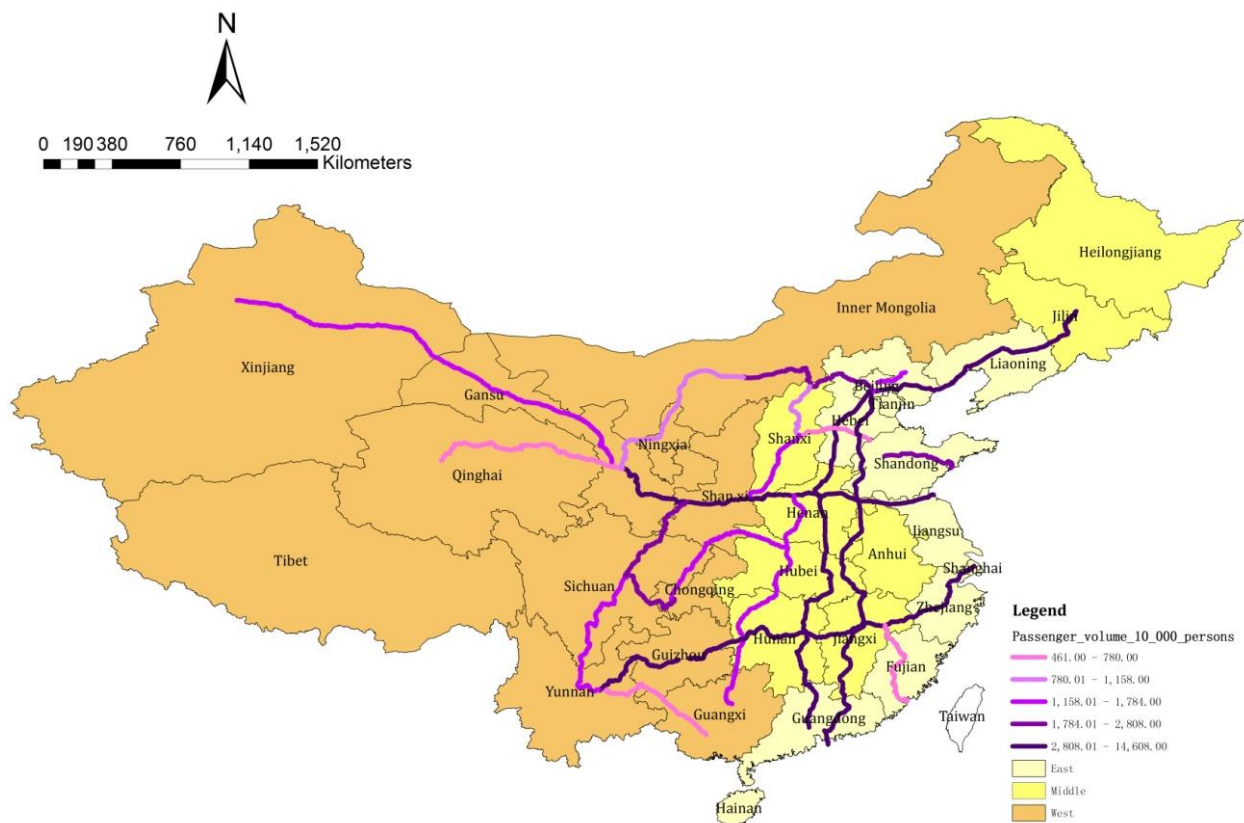 N
0 190 380 760 1,140 1,520
Kilometers
Heilongjiang
Inner Mongolia
Jilin
Liaoning
Xinjiang
Gansu
Beijing
Tianjin
Hebei
Ningxia
Shanxi
Shandong
Qinghai
Shan xi
Henan
Jiangsu
Anhui
Tibet
Sichuan
Chongqing
Hubei
Shanghai
Zhejiang
Hunan
Jiangxi
Guizhou
Fujian
Yunnan
Guangxi
Guangdong
Taiwan
Hainan
Legend
Passenger_volume_10_000_persons
461.00 - 780.00
780.01 - 1,158.00
1,158.01 - 1,784.00
1,784.01 - 2,808.00
2,808.01 - 14,608.00
East
Middle
West